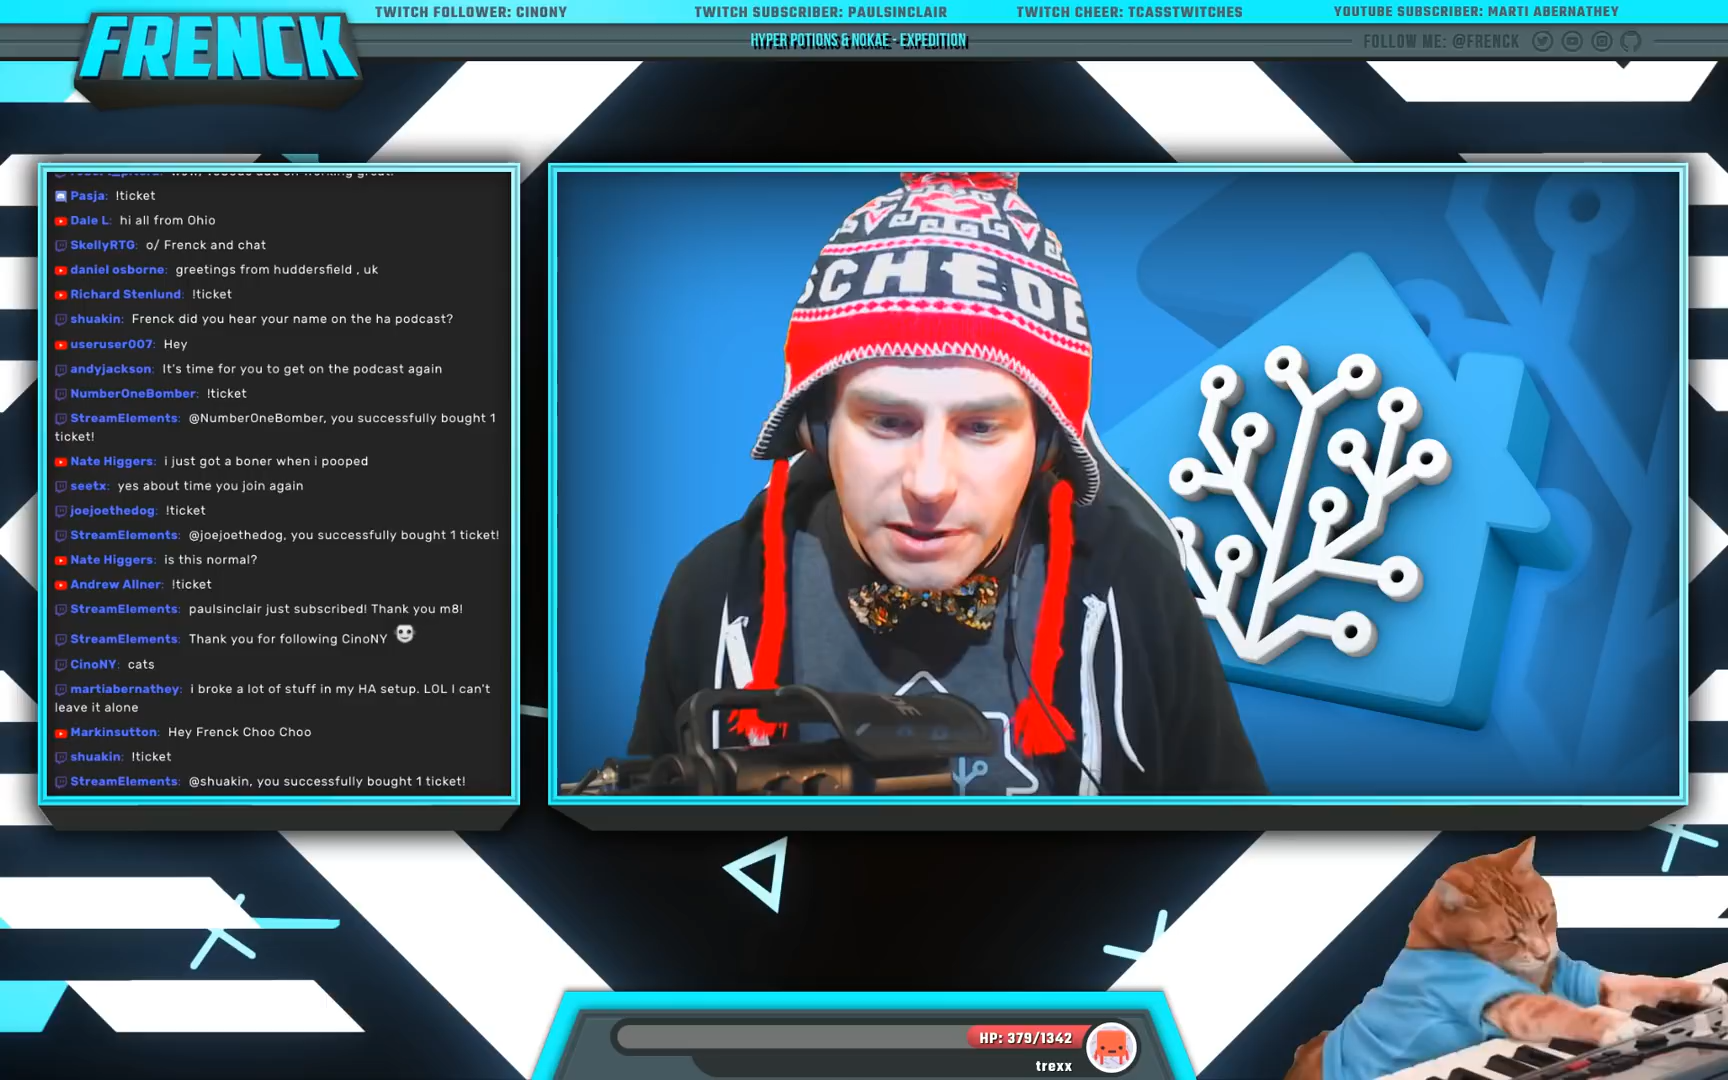 TWITCH FOLLOWER: CINONY
TWITCH SUBSCRIBER: PAULSINCLAIR
TWITCH CHEER: TCASSTWITCHES
YOUTUBE SUBSCRIBER: MARTI ABERNATHEY
FRENCK
HYPER POTIONS & NOKAE - EXPEDITION
FOLLOW ME: @FRENCK
Pasja: !ticket
Dale L: hi all from Ohio
SkellyRTG: o/ Frenck and chat
daniel osborne: greetings from huddersfield , uk
Richard Stenlund: !ticket
shuakin: Frenck did you hear your name on the ha podcast?
useruser007: Hey
andyjackson: It's time for you to get on the podcast again
NumberOneBomber: !ticket
StreamElements: @NumberOneBomber, you successfully bought 1
ticket!
Nate Higgers: i just got a boner when i pooped
seetx: yes about time you join again
joejoethedog: !ticket
StreamElements: @joejoethedog, you successfully bought 1 ticket!
Nate Higgers: is this normal?
Andrew Allner: !ticket
StreamElements: paulsinclair just subscribed! Thank you m8!
StreamElements: Thank you for following CinoNY
CinoNY: cats
martiabernathey: i broke a lot of stuff in my HA setup. LOL I can't
leave it alone
Markinsutton: Hey Frenck Choo Choo
shuakin: !ticket
StreamElements: @shuakin, you successfully bought 1 ticket!
SCHEDE
HP: 379/1342
trexx